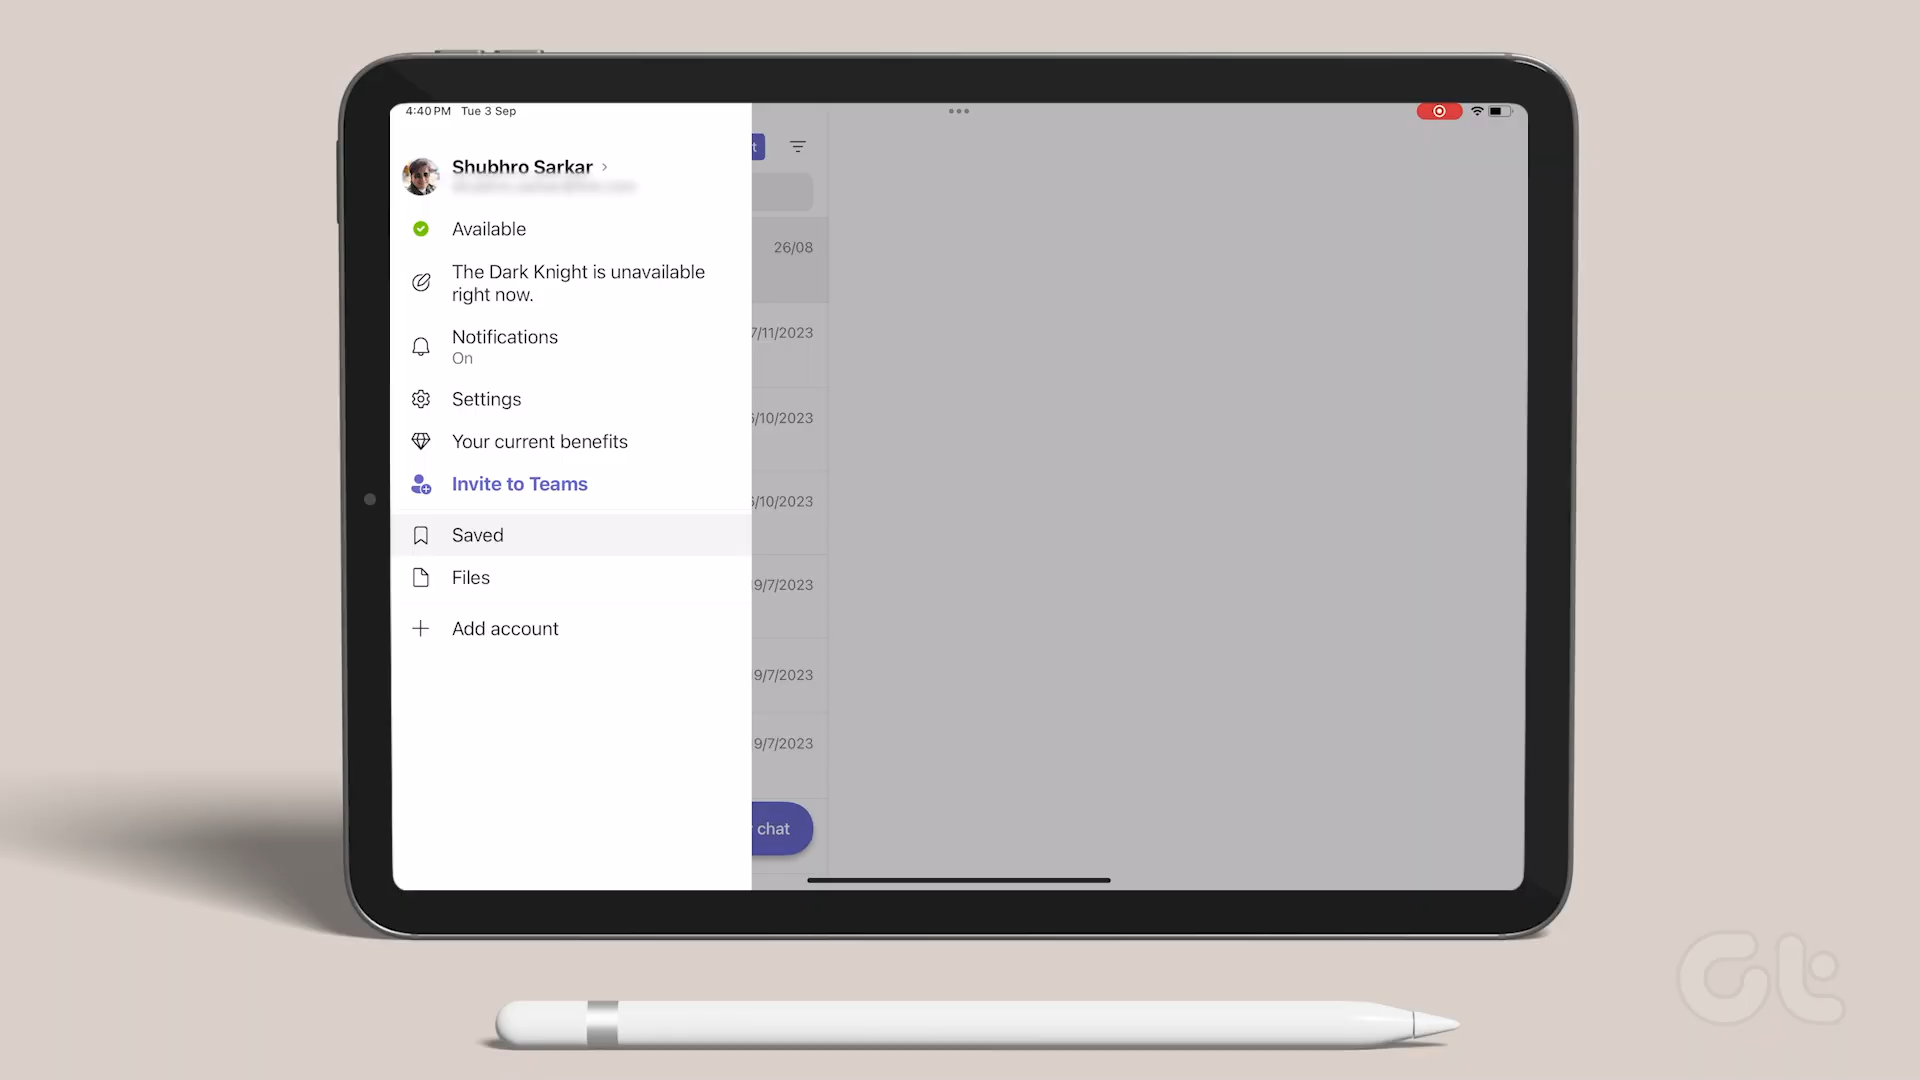 4:40 PM Tue 3 Sep
Shubhro Sarkar
Available
26/08
The Dark Knight is unavailable
right now.
Notifications
7/11/2023
On
Settings
/10/2023
Your current benefits
Invite to Teams
/10/2023
Saved
Files
9/7/2023
Add account
9/7/2023
9/7/2023
chat
Gt